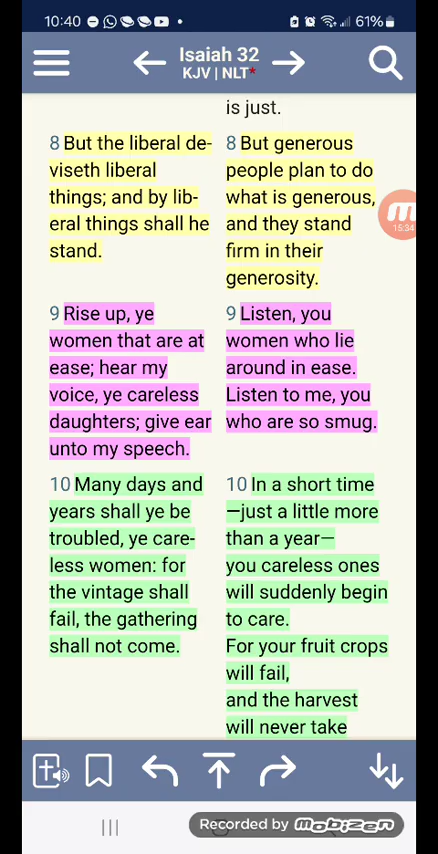 10:40
61%
Isaiah 32
KJV | NLT*
is just.
8 But the liberal de-
viseth liberal
things; and by lib-
eral things shall he
stand.
8 But generous
people plan to do
what is generous,
and they stand
firm in their
generosity.
15:34
9 Rise up, ye
women that are at
ease; hear my
voice, ye careless
daughters; give ear
unto my speech.
9 Listen, you
women who lie
around in ease.
Listen to me, you
who are so smug.
10 Many days and
years shall ye be
troubled, ye care-
less women: for
the vintage shall
fail, the gathering
shall not come.
10 In a short time
—just a little more
than a year—
you careless ones
will suddenly begin
to care.
For your fruit crops
will fail,
and the harvest
will never take
Recorded by mobizen